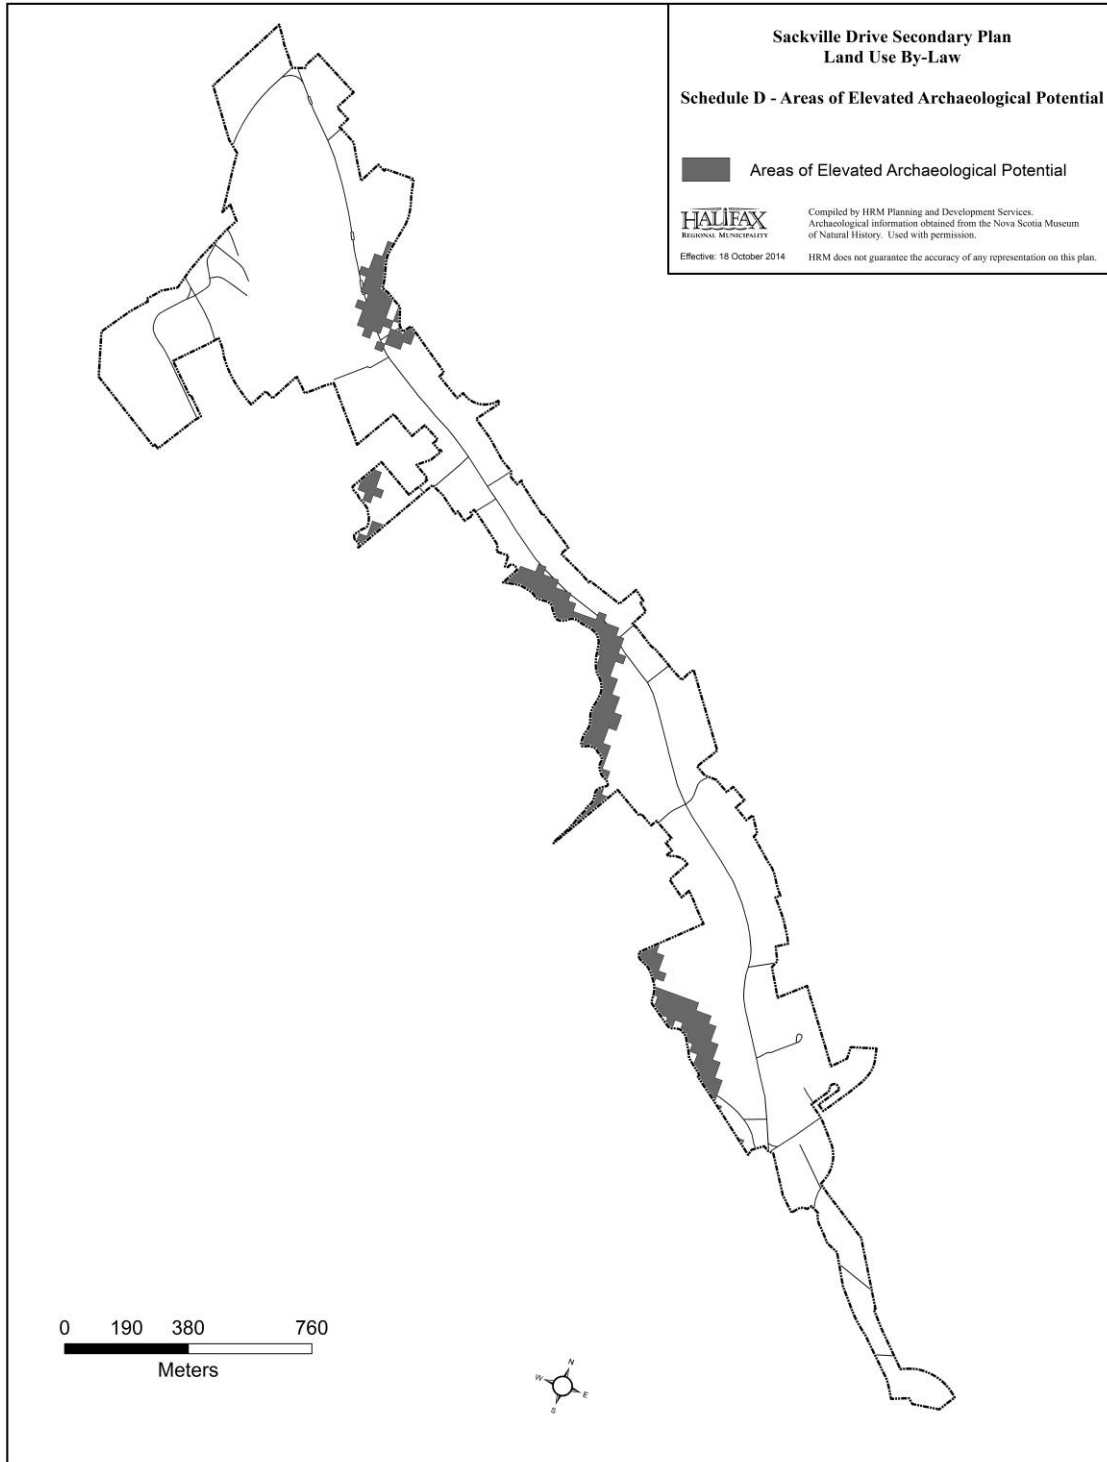 Sackville Drive Secondary Plan
Land Use By-Law
Schedule D - Areas of Elevated Archaeological Potential
Areas of Elevated Archaeological Potential
HALIFAX
REGIONAL MUNICIPALITY
Compiled by HRM Planning and Development Services.
Archaeological information obtained from the Nova Scotia Museum
of Natural History. Used with permission.
Effective: 18 October 2014
HRM does not guarantee the accuracy of any representation on this plan.
0 190 380 760
Meters
N
W
E
S